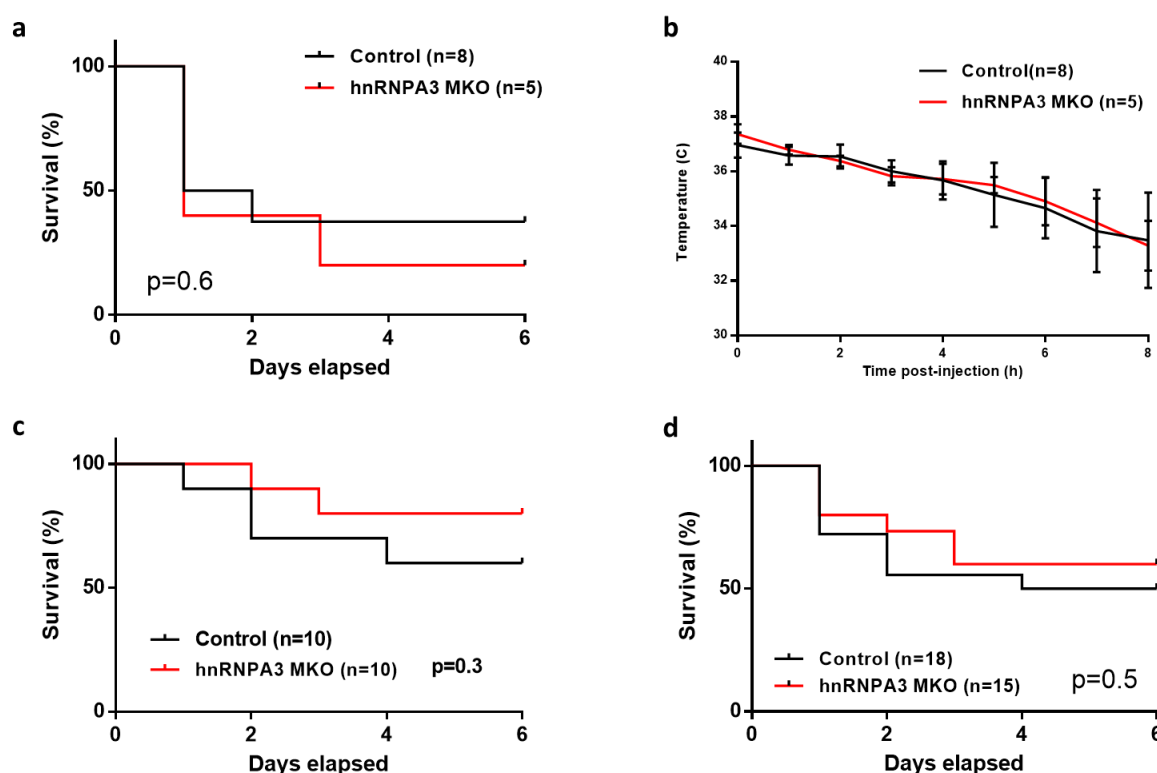 a
Control (n=8)
hnRNPA3 MKO (n=5)
100
50
0
Survival (%)
p=0.6
0 2 4 6
Days elapsed
b
Control(n=8)
hnRNPA3 MKO (n=5)
40
38
36
34
32
30
Temperature (C)
0 2 4 6 8
Time post-injection (h)
c
100
50
0
Survival (%)
Control (n=10)
hnRNPA3 MKO (n=10)
p=0.3
0 2 4 6
Days elapsed
d
100
50
0
Survival (%)
Control (n=18)
hnRNPA3 MKO (n=15)
p=0.5
0 2 4 6
Days elapsed